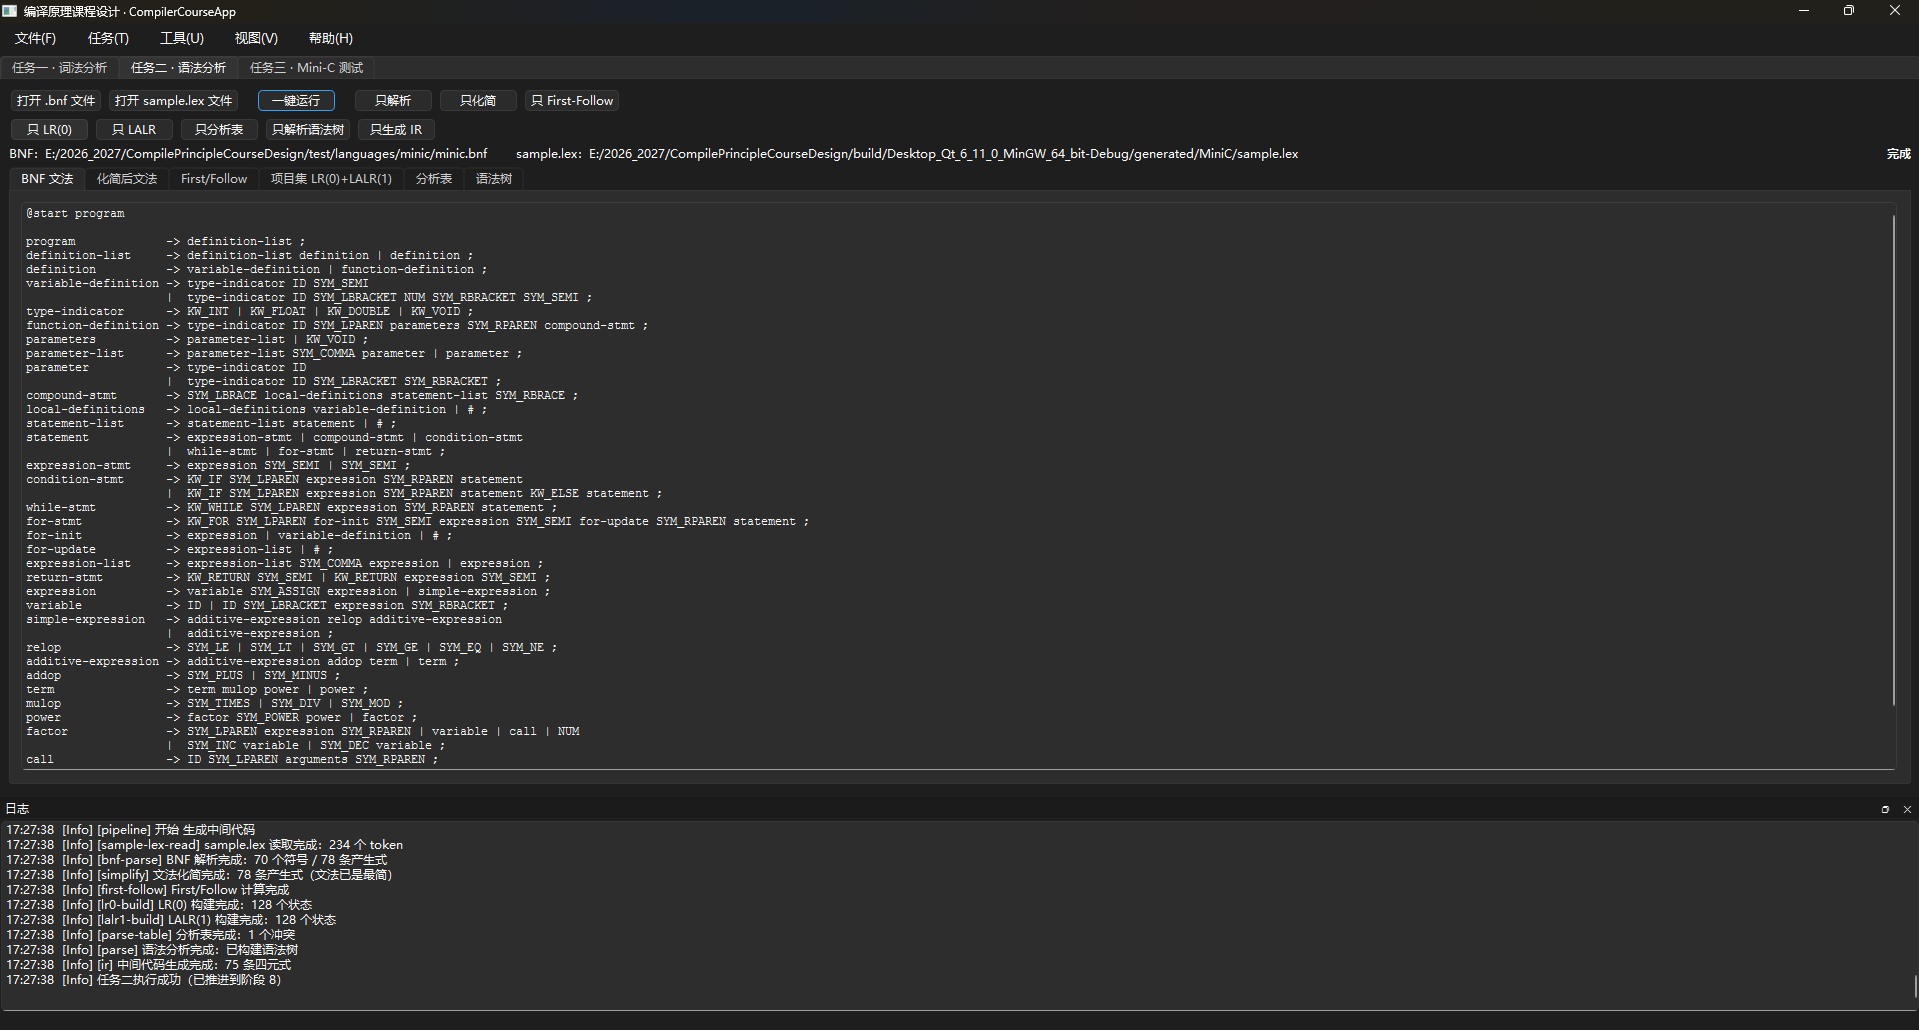 编译原理课程设计 · CompilerCourseApp
文件(F) 任务(T) 工具(U) 视图(V) 帮助(H)
任务一 · 词法分析 任务二 · 语法分析 任务三 · Mini-C 测试
打开 .bnf 文件 打开 sample.lex 文件 一键运行 只解析 只化简 只 First-Follow
只 LR(0) 只 LALR 只分析表 只解析语法树 只生成 IR
BNF: E:/2026_2027/CompilePrincipleCourseDesign/test/languages/minic/minic.bnf sample.lex: E:/2026_2027/CompilePrincipleCourseDesign/build/Desktop_Qt_6_11_0_MinGW_64_bit-Debug/generated/MiniC/sample.lex 完成
BNF 文法 化简后文法 First/Follow 项目集 LR(0)+LALR(1) 分析表 语法树
@start program
program -> definition-list ;
definition-list -> definition-list definition | definition ;
definition -> variable-definition | function-definition ;
variable-definition -> type-indicator ID SYM_SEMI
| type-indicator ID SYM_LBRACKET NUM SYM_RBRACKET SYM_SEMI ;
type-indicator -> KW_INT | KW_FLOAT | KW_DOUBLE | KW_VOID ;
function-definition -> type-indicator ID SYM_LPAREN parameters SYM_RPAREN compound-stmt ;
parameters -> parameter-list | KW_VOID ;
parameter-list -> parameter-list SYM_COMMA parameter | parameter ;
parameter -> type-indicator ID
| type-indicator ID SYM_LBRACKET SYM_RBRACKET ;
compound-stmt -> SYM_LBRACE local-definitions statement-list SYM_RBRACE ;
local-definitions -> local-definitions variable-definition | # ;
statement-list -> statement-list statement | # ;
statement -> expression-stmt | compound-stmt | condition-stmt
| while-stmt | for-stmt | return-stmt ;
expression-stmt -> expression SYM_SEMI | SYM_SEMI ;
condition-stmt -> KW_IF SYM_LPAREN expression SYM_RPAREN statement
| KW_IF SYM_LPAREN expression SYM_RPAREN statement KW_ELSE statement ;
while-stmt -> KW_WHILE SYM_LPAREN expression SYM_RPAREN statement ;
for-stmt -> KW_FOR SYM_LPAREN for-init SYM_SEMI expression SYM_SEMI for-update SYM_RPAREN statement ;
for-init -> expression | variable-definition | # ;
for-update -> expression-list | # ;
expression-list -> expression-list SYM_COMMA expression | expression ;
return-stmt -> KW_RETURN SYM_SEMI | KW_RETURN expression SYM_SEMI ;
expression -> variable SYM_ASSIGN expression | simple-expression ;
variable -> ID | ID SYM_LBRACKET expression SYM_RBRACKET ;
simple-expression -> additive-expression relop additive-expression
| additive-expression ;
relop -> SYM_LE | SYM_LT | SYM_GT | SYM_GE | SYM_EQ | SYM_NE ;
additive-expression -> additive-expression addop term | term ;
addop -> SYM_PLUS | SYM_MINUS ;
term -> term mulop power | power ;
mulop -> SYM_TIMES | SYM_DIV | SYM_MOD ;
power -> factor SYM_POWER power | factor ;
factor -> SYM_LPAREN expression SYM_RPAREN | variable | call | NUM
| SYM_INC variable | SYM_DEC variable ;
call -> ID SYM_LPAREN arguments SYM_RPAREN ;
日志
17:27:38 [Info] [pipeline] 开始 生成中间代码
17:27:38 [Info] [sample-lex-read] sample.lex 读取完成：234 个 token
17:27:38 [Info] [bnf-parse] BNF 解析完成：70 个符号 / 78 条产生式
17:27:38 [Info] [simplify] 文法化简完成：78 条产生式（文法已是最简）
17:27:38 [Info] [first-follow] First/Follow 计算完成
17:27:38 [Info] [lr0-build] LR(0) 构建完成：128 个状态
17:27:38 [Info] [lalr1-build] LALR(1) 构建完成：128 个状态
17:27:38 [Info] [parse-table] 分析表完成：1 个冲突
17:27:38 [Info] [parse] 语法分析完成：已构建语法树
17:27:38 [Info] [ir] 中间代码生成完成：75 条四元式
17:27:38 [Info] 任务二执行成功（已推进到阶段 8）